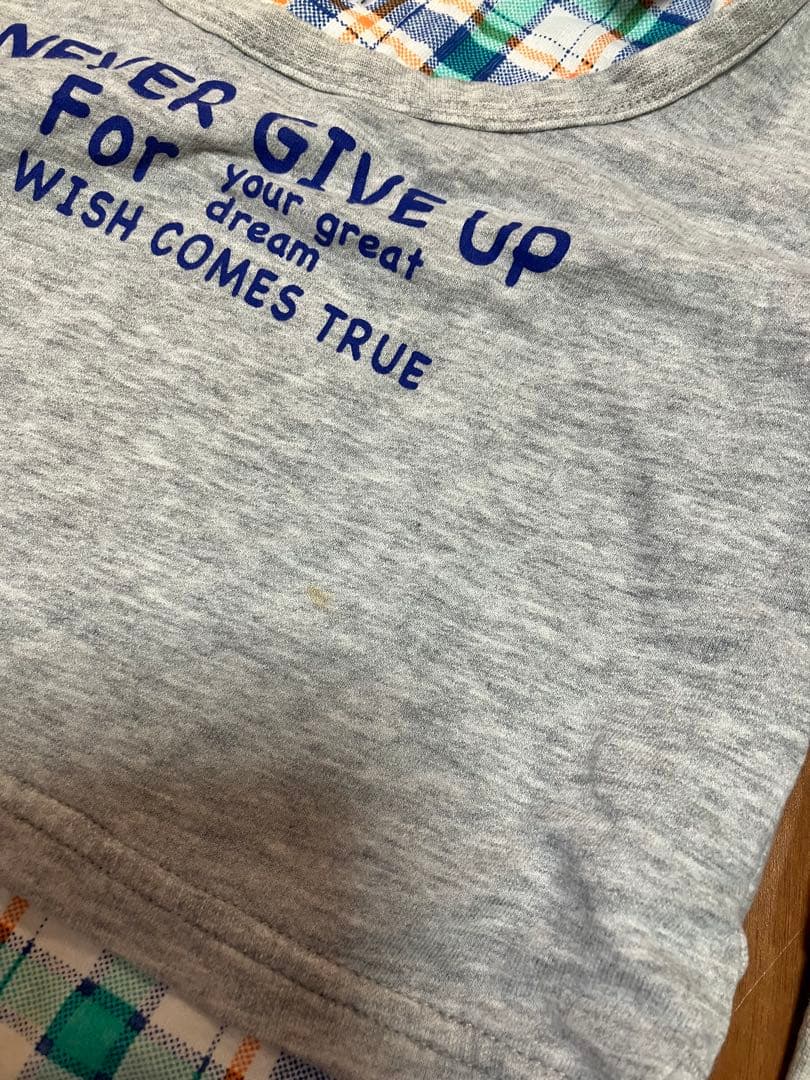 NEVER GIVE UP
For your great
dream
WISH COMES TRUE